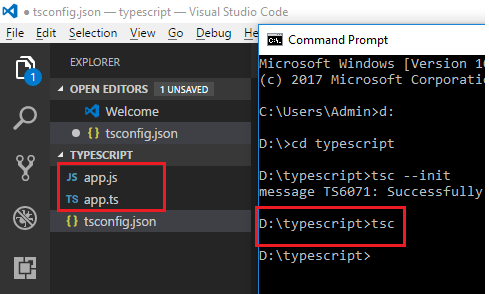 ● tsconfig.json — typescript — Visual Studio Code
File Edit Selection View Go Debug Tasks Help
EXPLORER
OPEN EDITORS 1 UNSAVED
Welcome
● { } tsconfig.json
TYPESCRIPT
JS app.js
TS app.ts
{ } tsconfig.json
1
Command Prompt
Microsoft Windows [Version 10
(c) 2017 Microsoft Corporatio
C:\Users\Admin>d:
D:\>cd typescript
D:\typescript>tsc --init
message TS6071: Successfully
D:\typescript>tsc
D:\typescript>